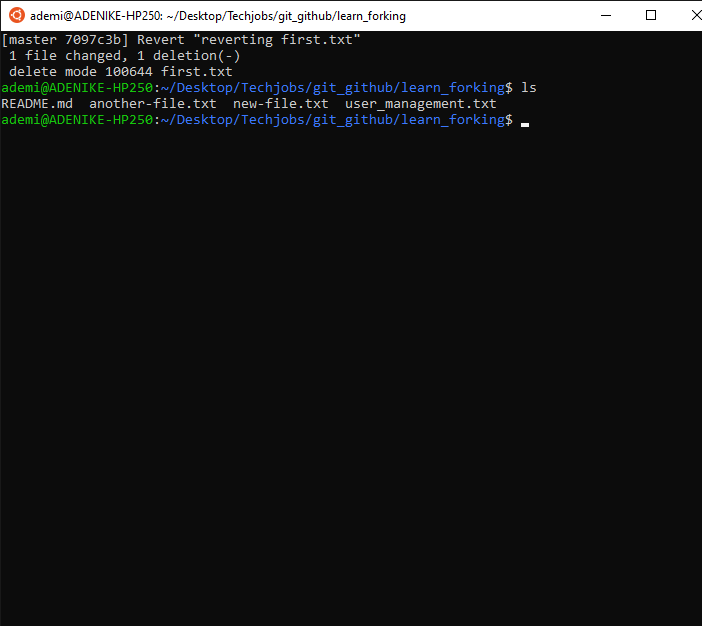 ademi@ADENIKE-HP250: ~/Desktop/Techjobs/git_github/learn_forking
[master 7097c3b] Revert "reverting first.txt"
 1 file changed, 1 deletion(-)
 delete mode 100644 first.txt
ademi@ADENIKE-HP250:~/Desktop/Techjobs/git_github/learn_forking$ ls
README.md  another-file.txt  new-file.txt  user_management.txt
ademi@ADENIKE-HP250:~/Desktop/Techjobs/git_github/learn_forking$